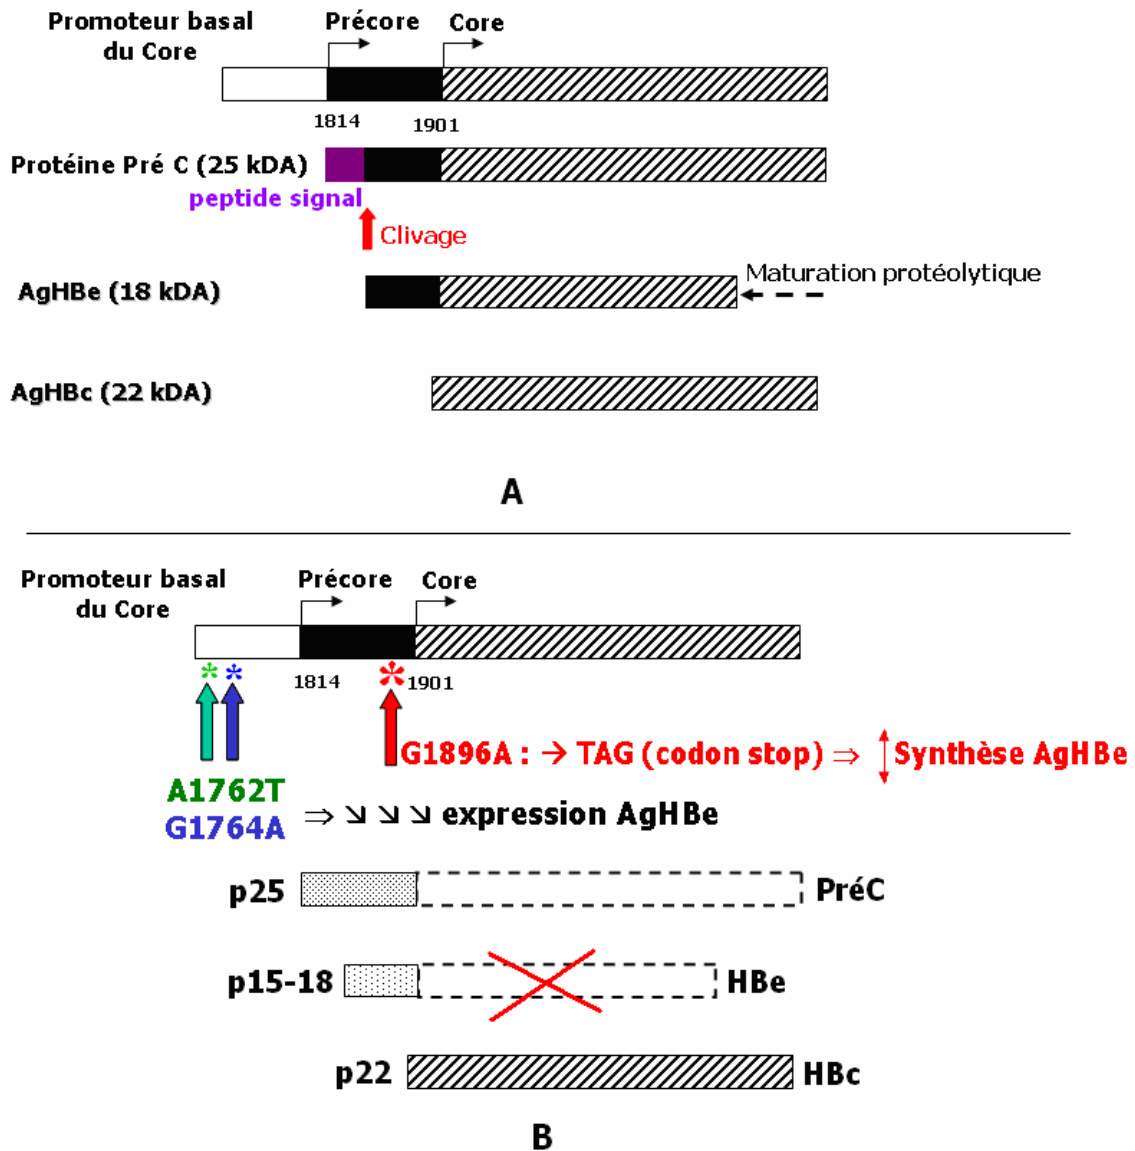 Promoteur basal
du Core
Précore
Core
1814
1901
Protéine Pré C (25 kDA)
peptide signal
Clivage
AgHBe (18 kDA)
Maturation protéolytique
AgHBc (22 kDA)
A
Promoteur basal
du Core
Précore
Core
* * *
1814
1901
G1896A : → TAG (codon stop) ⇒ ↕ Synthèse AgHBe
A1762T
G1764A
⇒ ↘ ↘ ↘ expression AgHBe
p25
PréC
p15-18
HBe
p22
HBc
B